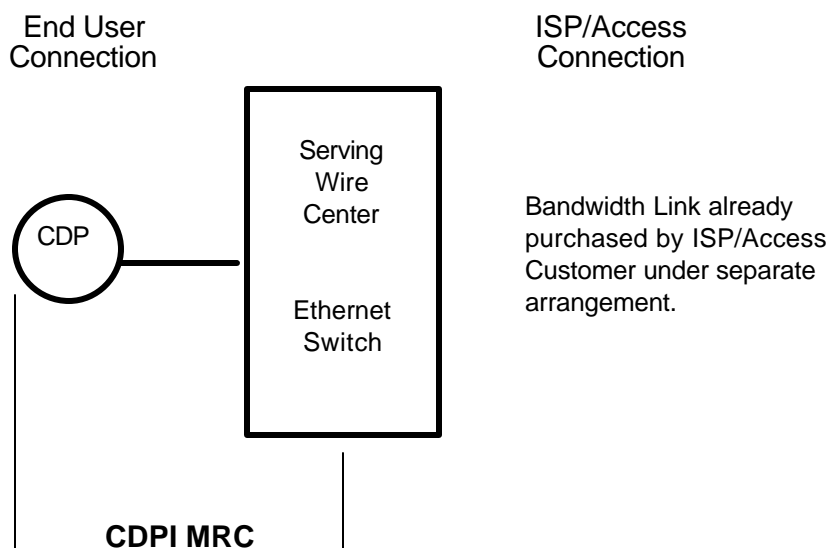 End User
Connection
ISP/Access
Connection
Serving
Wire
Center
CDP
Ethernet
Switch
Bandwidth Link already
purchased by ISP/Access
Customer under separate
arrangement.
CDPI MRC